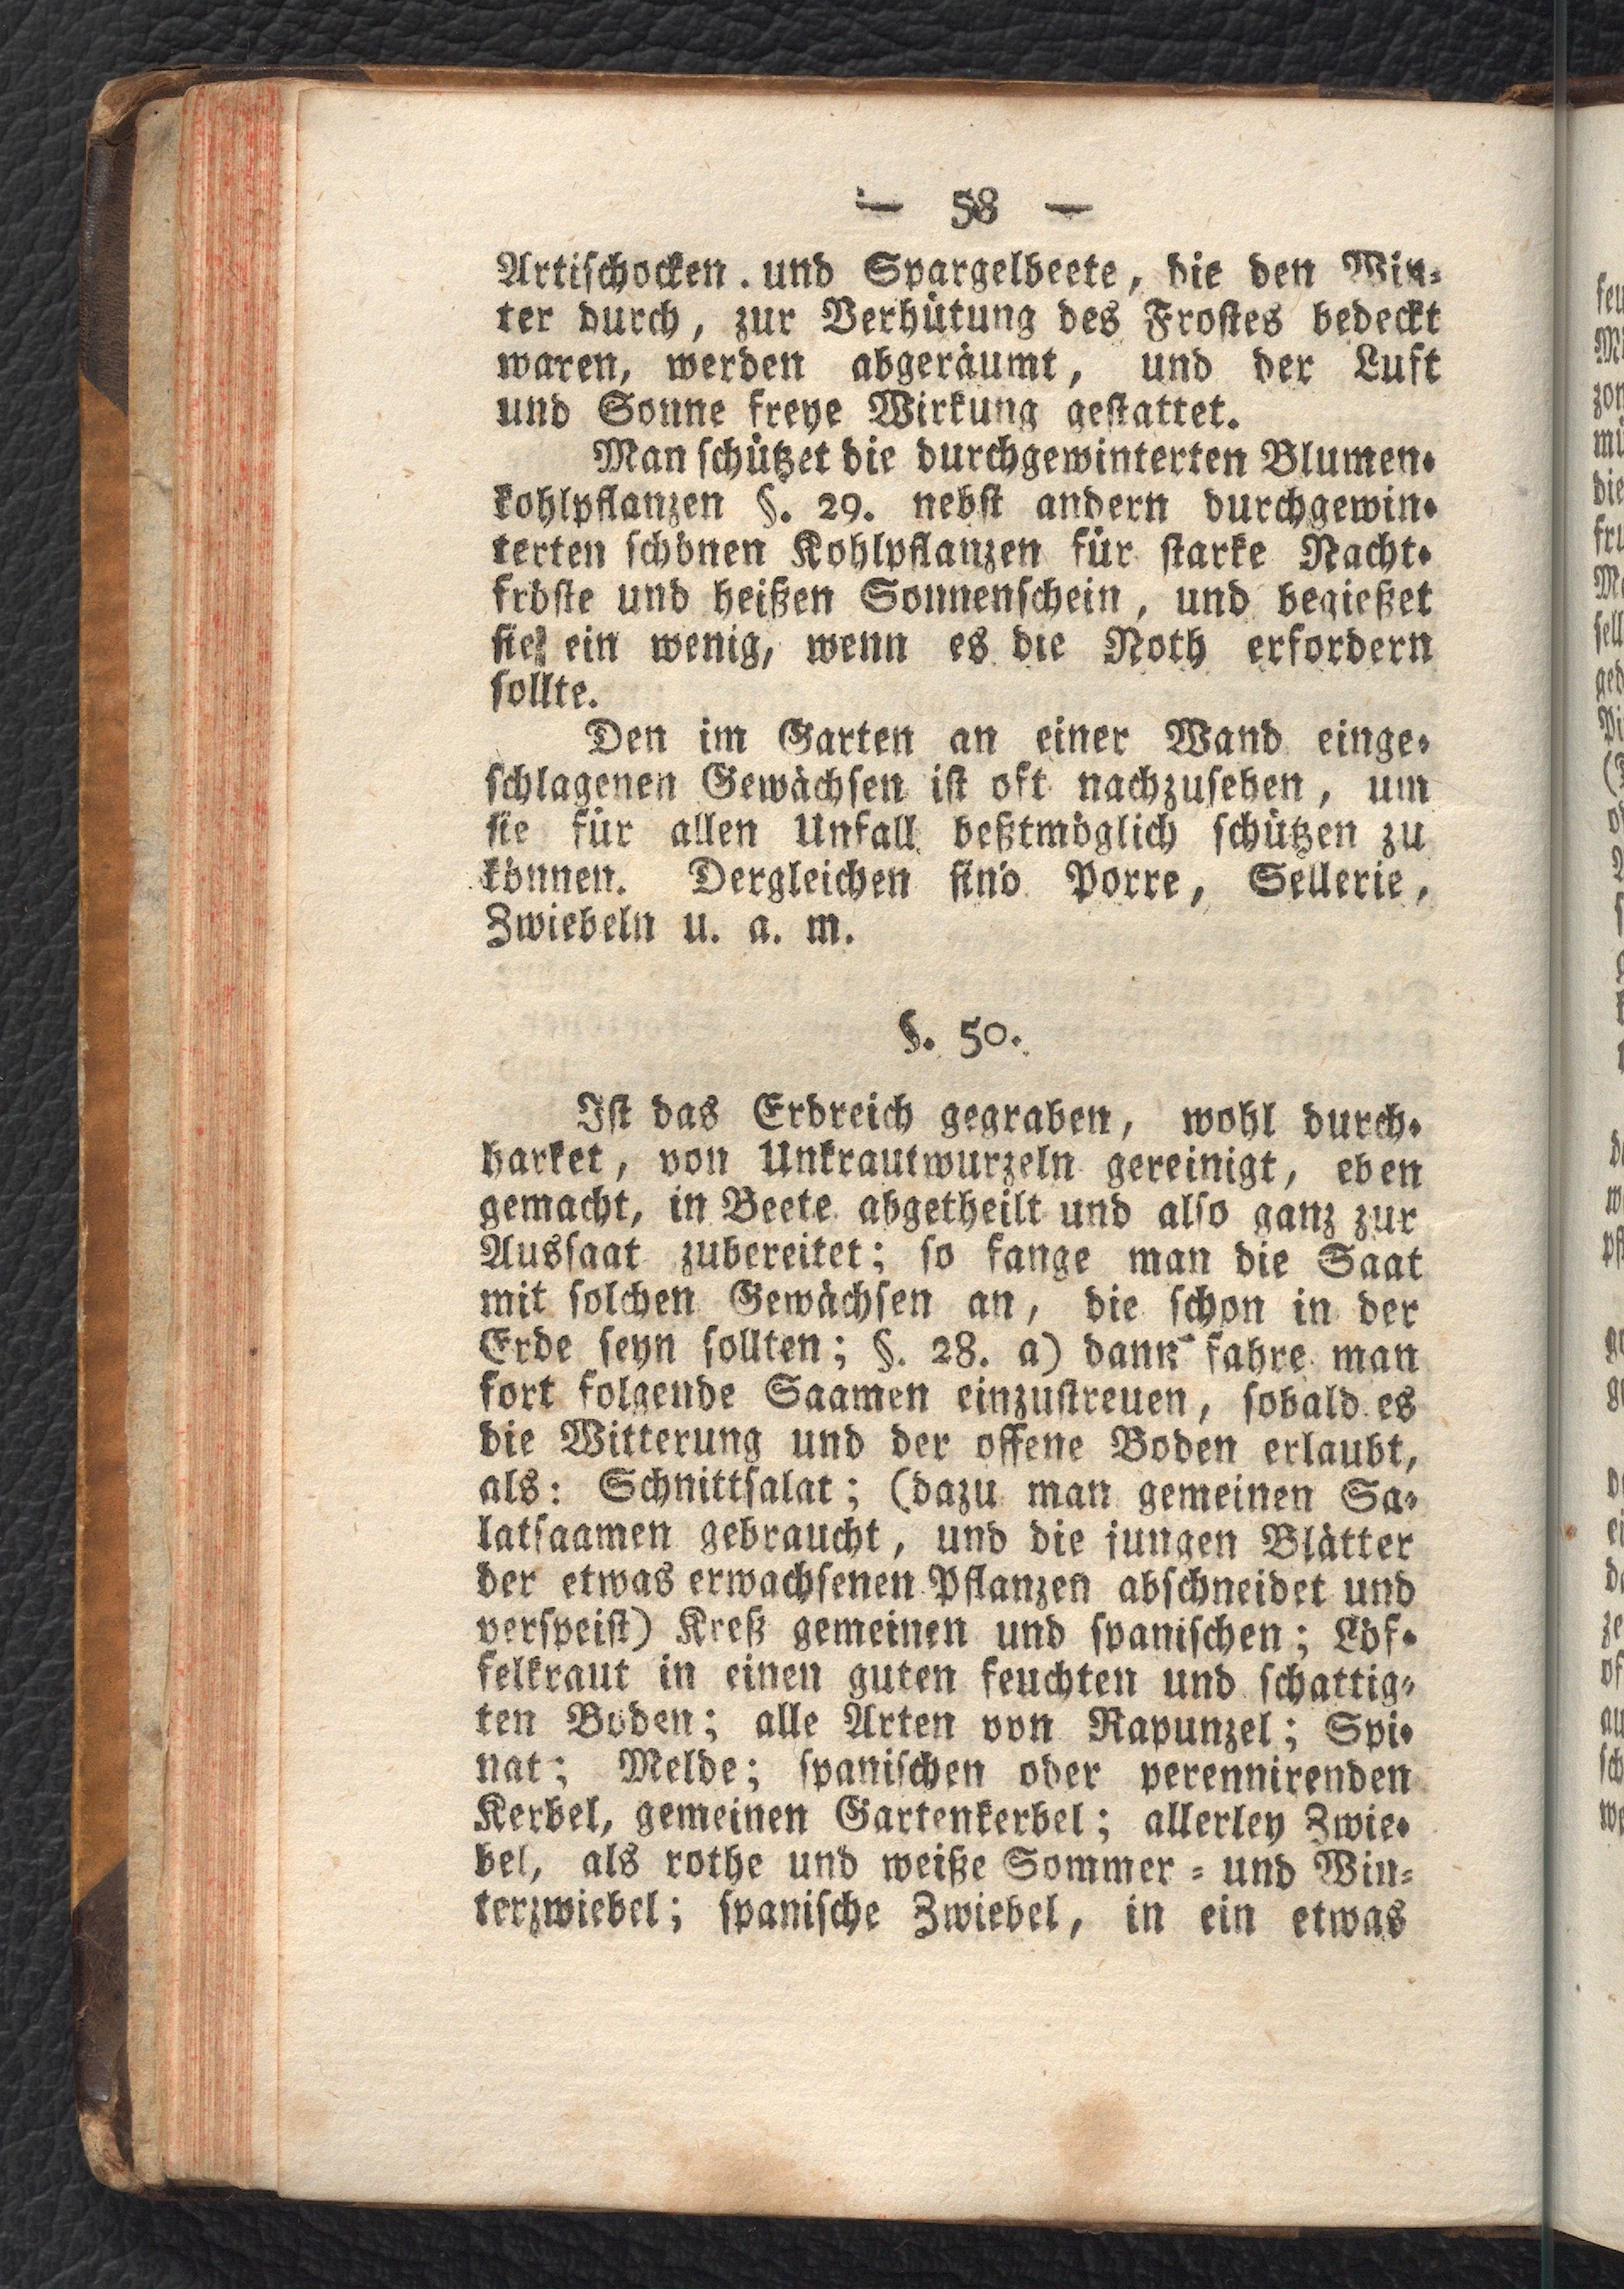 — 58 —
Artischocken . und Spargelbeete, die den Win-
ter durch, zur Verhütung des Frostes bedeckt
waren, werden abgeräumt, und der Luft
und Sonne freye Wirkung gestattet.
Man schützet die durchgewinterten Blumen-
kohlpflanzen §. 29. nebst andern durchgewin-
terten schönen Kohlpflanzen für starke Nacht-
fröste und heißen Sonnenschein, und begießet
sie ein wenig, wenn es die Noth erfordern
sollte.
Den im Garten an einer Wand einge-
schlagenen Gewächsen ist oft nachzusehen, um
sie für allen Unfall beßtmöglich schützen zu
können. Dergleichen sind Porre, Sellerie,
Zwiebeln u. a. m.
§. 50.
Ist das Erdreich gegraben, wohl durch-
harket, von Unkrautwurzeln gereinigt, eben
gemacht, in Beete abgetheilt und also ganz zur
Aussaat zubereitet; so fange man die Saat
mit solchen Gewächsen an, die schon in der
Erde seyn sollten; §. 28. a) dann fahre man
fort folgende Saamen einzustreuen, sobald es
die Witterung und der offene Boden erlaubt,
als: Schnittsalat; (dazu man gemeinen Sa-
latsaamen gebraucht, und die jungen Blätter
der etwas erwachsenen Pflanzen abschneidet und
verspeist) Kreß gemeinen und spanischen; Löf-
felkraut in einen guten feuchten und schattig-
ten Boden; alle Arten von Rapunzel; Spi-
nat; Melde; spanischen oder perennirenden
Kerbel, gemeinen Gartenkerbel; allerley Zwie-
bel, als rothe und weiße Sommer- und Win-
terzwiebel; spanische Zwiebel, in ein etwas